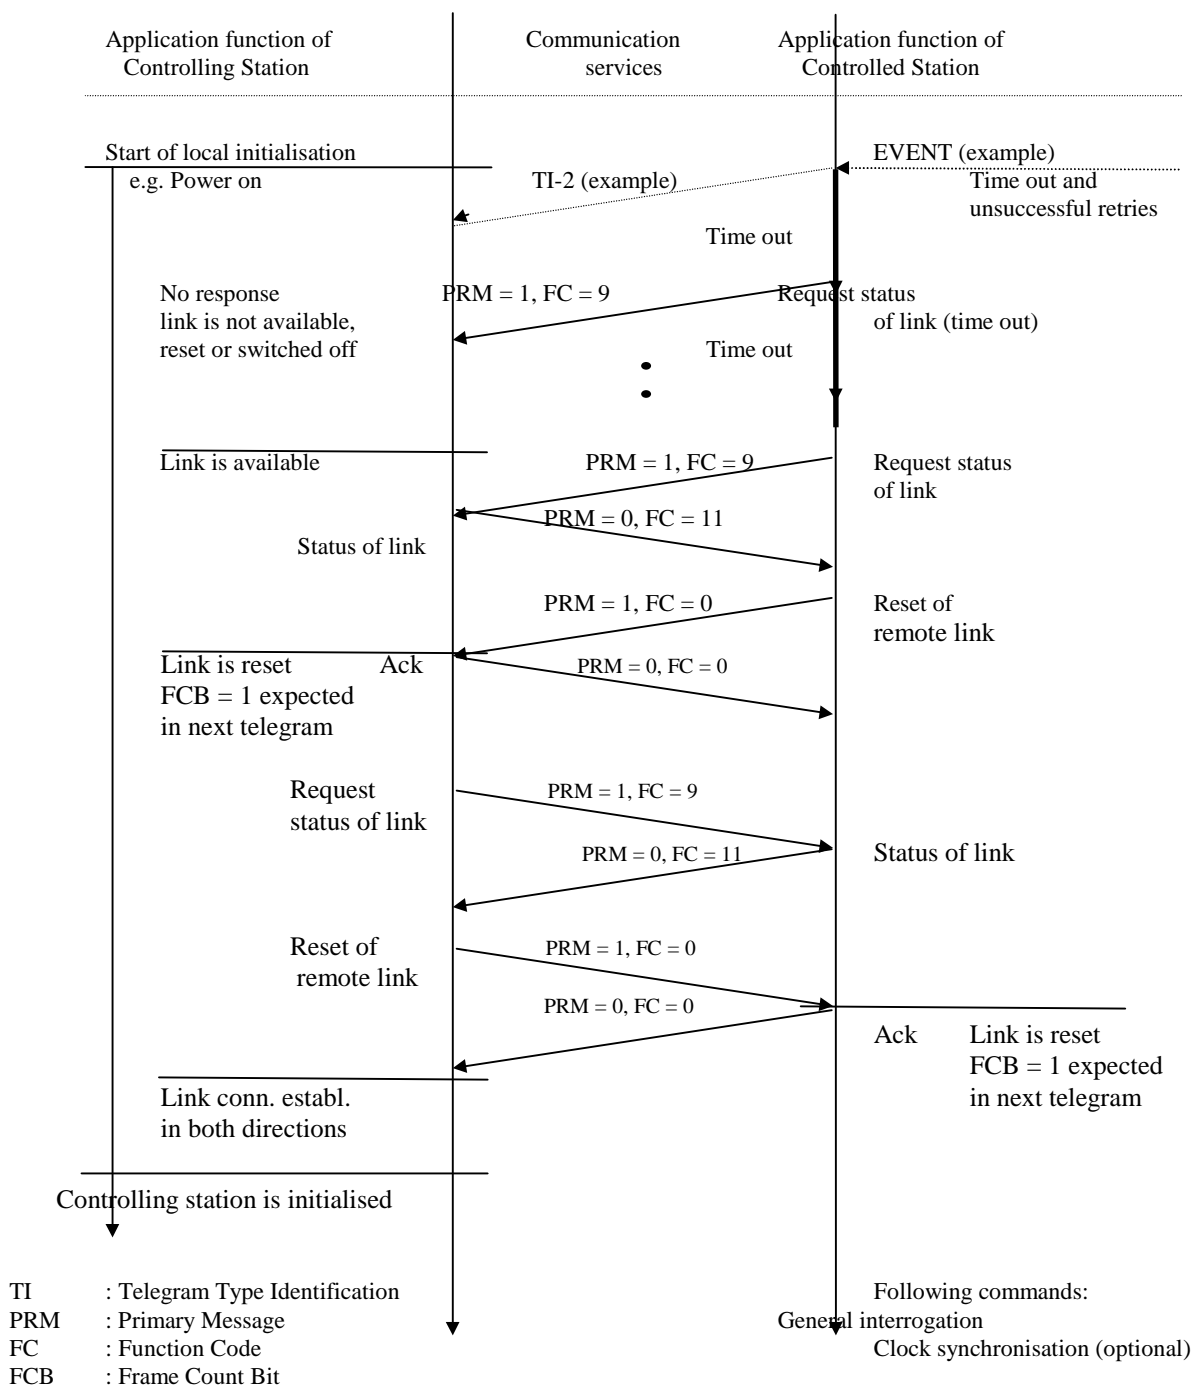 Application function of
Controlling Station
Communication
services
Application function of
Controlled Station
Start of local initialisation
e.g. Power on
TI-2 (example)
EVENT (example)
Time out and
unsuccessful retries
Time out
No response
link is not available,
reset or switched off
PRM = 1, FC = 9
Request status
of link (time out)
Time out
Link is available
PRM = 1, FC = 9
Request status
of link
PRM = 0, FC = 11
Status of link
PRM = 1, FC = 0
Reset of
remote link
Link is reset
Ack
FCB = 1 expected
in next telegram
PRM = 0, FC = 0
Request
status of link
PRM = 1, FC = 9
PRM = 0, FC = 11
Status of link
Reset of
remote link
PRM = 1, FC = 0
PRM = 0, FC = 0
Ack
Link is reset
FCB = 1 expected
in next telegram
Link conn. establ.
in both directions
Controlling station is initialised
TI : Telegram Type Identification
PRM : Primary Message
FC : Function Code
FCB : Frame Count Bit
Following commands:
General interrogation
Clock synchronisation (optional)